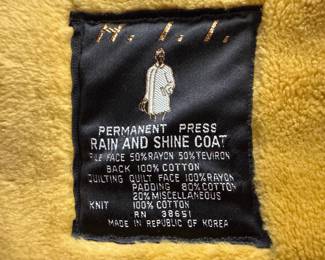 PERMANENT PRESS
RAIN AND SHINE COAT
FACE 50%RAYON 50%TEVIRON
BACK 100%COTTON
QUILTING QUILT FACE 100%RAYON
PADDING 80%COTTON
20%MISCELLANEOUS
KNIT 100%COTTON
RN 38651
MADE IN REPUBLIC OF KOREA